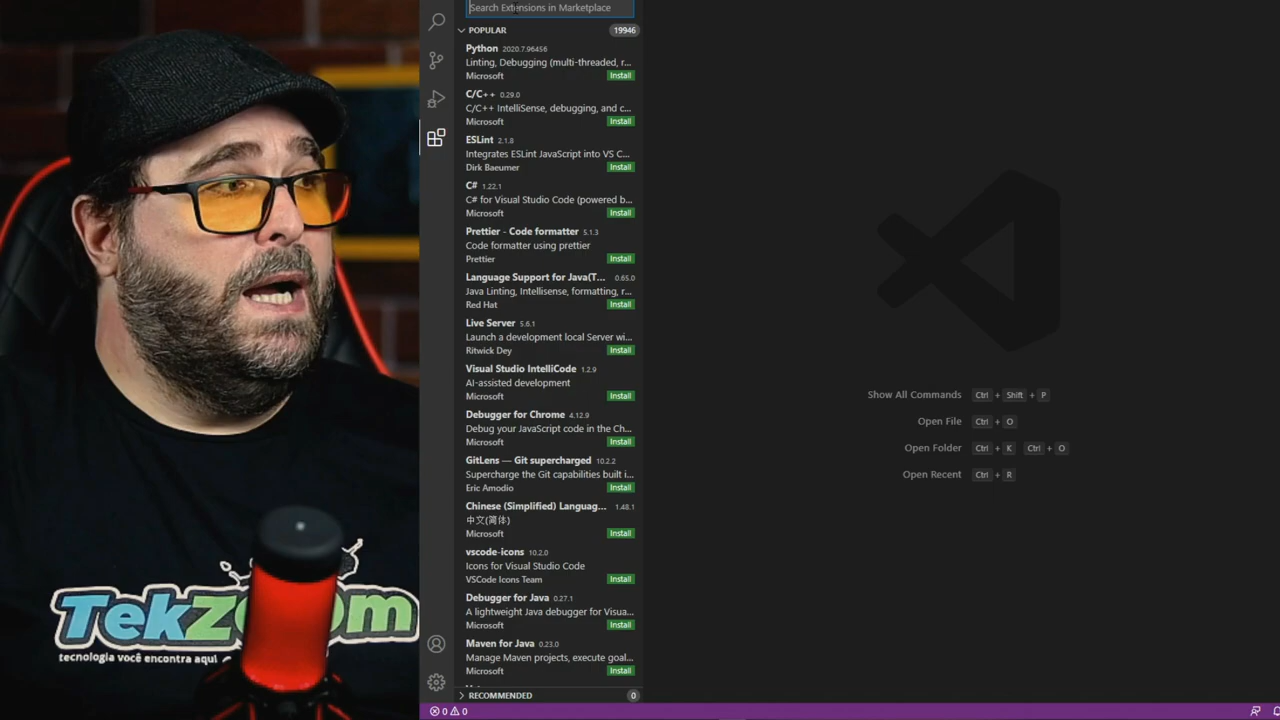 Search Extensions in Marketplace
POPULAR 19946
Python 2020.7.96456
Linting, Debugging (multi-threaded, r...
Microsoft Install
C/C++ 0.29.0
C/C++ IntelliSense, debugging, and c...
Microsoft Install
ESLint 2.1.8
Integrates ESLint JavaScript into VS C...
Dirk Baeumer Install
C# 1.22.1
C# for Visual Studio Code (powered b...
Microsoft Install
Prettier - Code formatter 5.1.3
Code formatter using prettier
Prettier Install
Language Support for Java(T... 0.65.0
Java Linting, Intellisense, formatting, r...
Red Hat Install
Live Server 5.6.1
Launch a development local Server wi...
Ritwick Dey Install
Visual Studio IntelliCode 1.2.9
AI-assisted development
Microsoft Install
Debugger for Chrome 4.12.9
Debug your JavaScript code in the Ch...
Microsoft Install
GitLens — Git supercharged 10.2.2
Supercharge the Git capabilities built i...
Eric Amodio Install
Chinese (Simplified) Languag... 1.48.1
中文(简体)
Microsoft Install
vscode-icons 10.2.0
Icons for Visual Studio Code
VSCode Icons Team Install
Debugger for Java 0.27.1
A lightweight Java debugger for Visua...
Microsoft Install
Maven for Java 0.23.0
Manage Maven projects, execute goal...
Microsoft Install
RECOMMENDED 0
0 0
Show All Commands Ctrl + Shift + P
Open File Ctrl + O
Open Folder Ctrl + K Ctrl + O
Open Recent Ctrl + R
TekZoom
tecnologia você encontra aqui